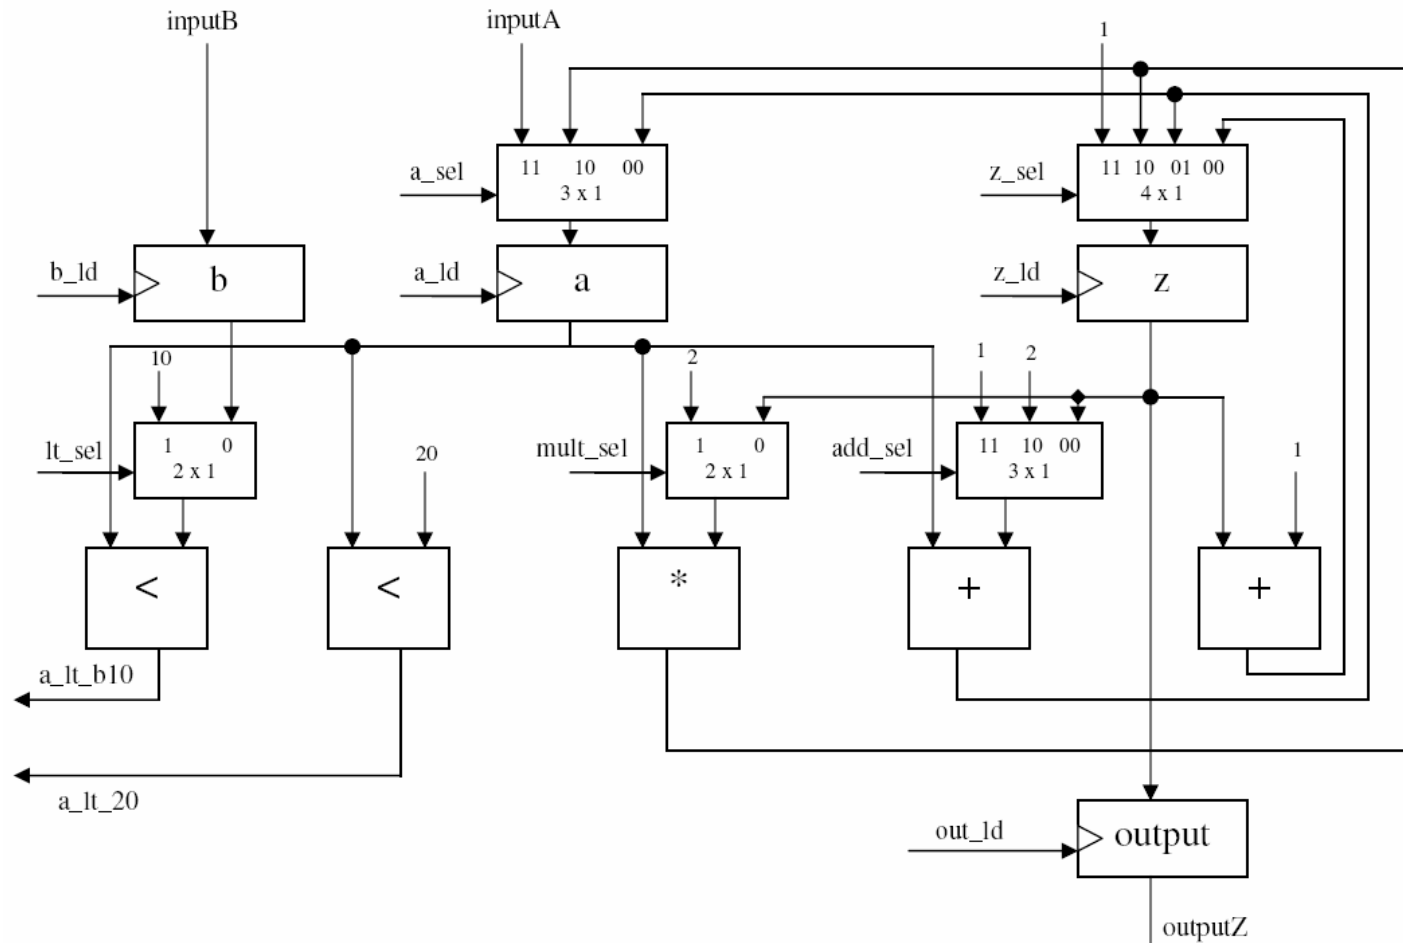 inputB
inputA
1
a_sel
11 10 00
3 x 1
z_sel
11 10 01 00
4 x 1
b_ld
b
a_ld
a
z_ld
z
10
2
1
2
lt_sel
1 0
2 x 1
20
mult_sel
1 0
2 x 1
add_sel
11 10 00
3 x 1
1
<
<
*
+
+
a_lt_b10
a_lt_20
out_ld
output
outputZ